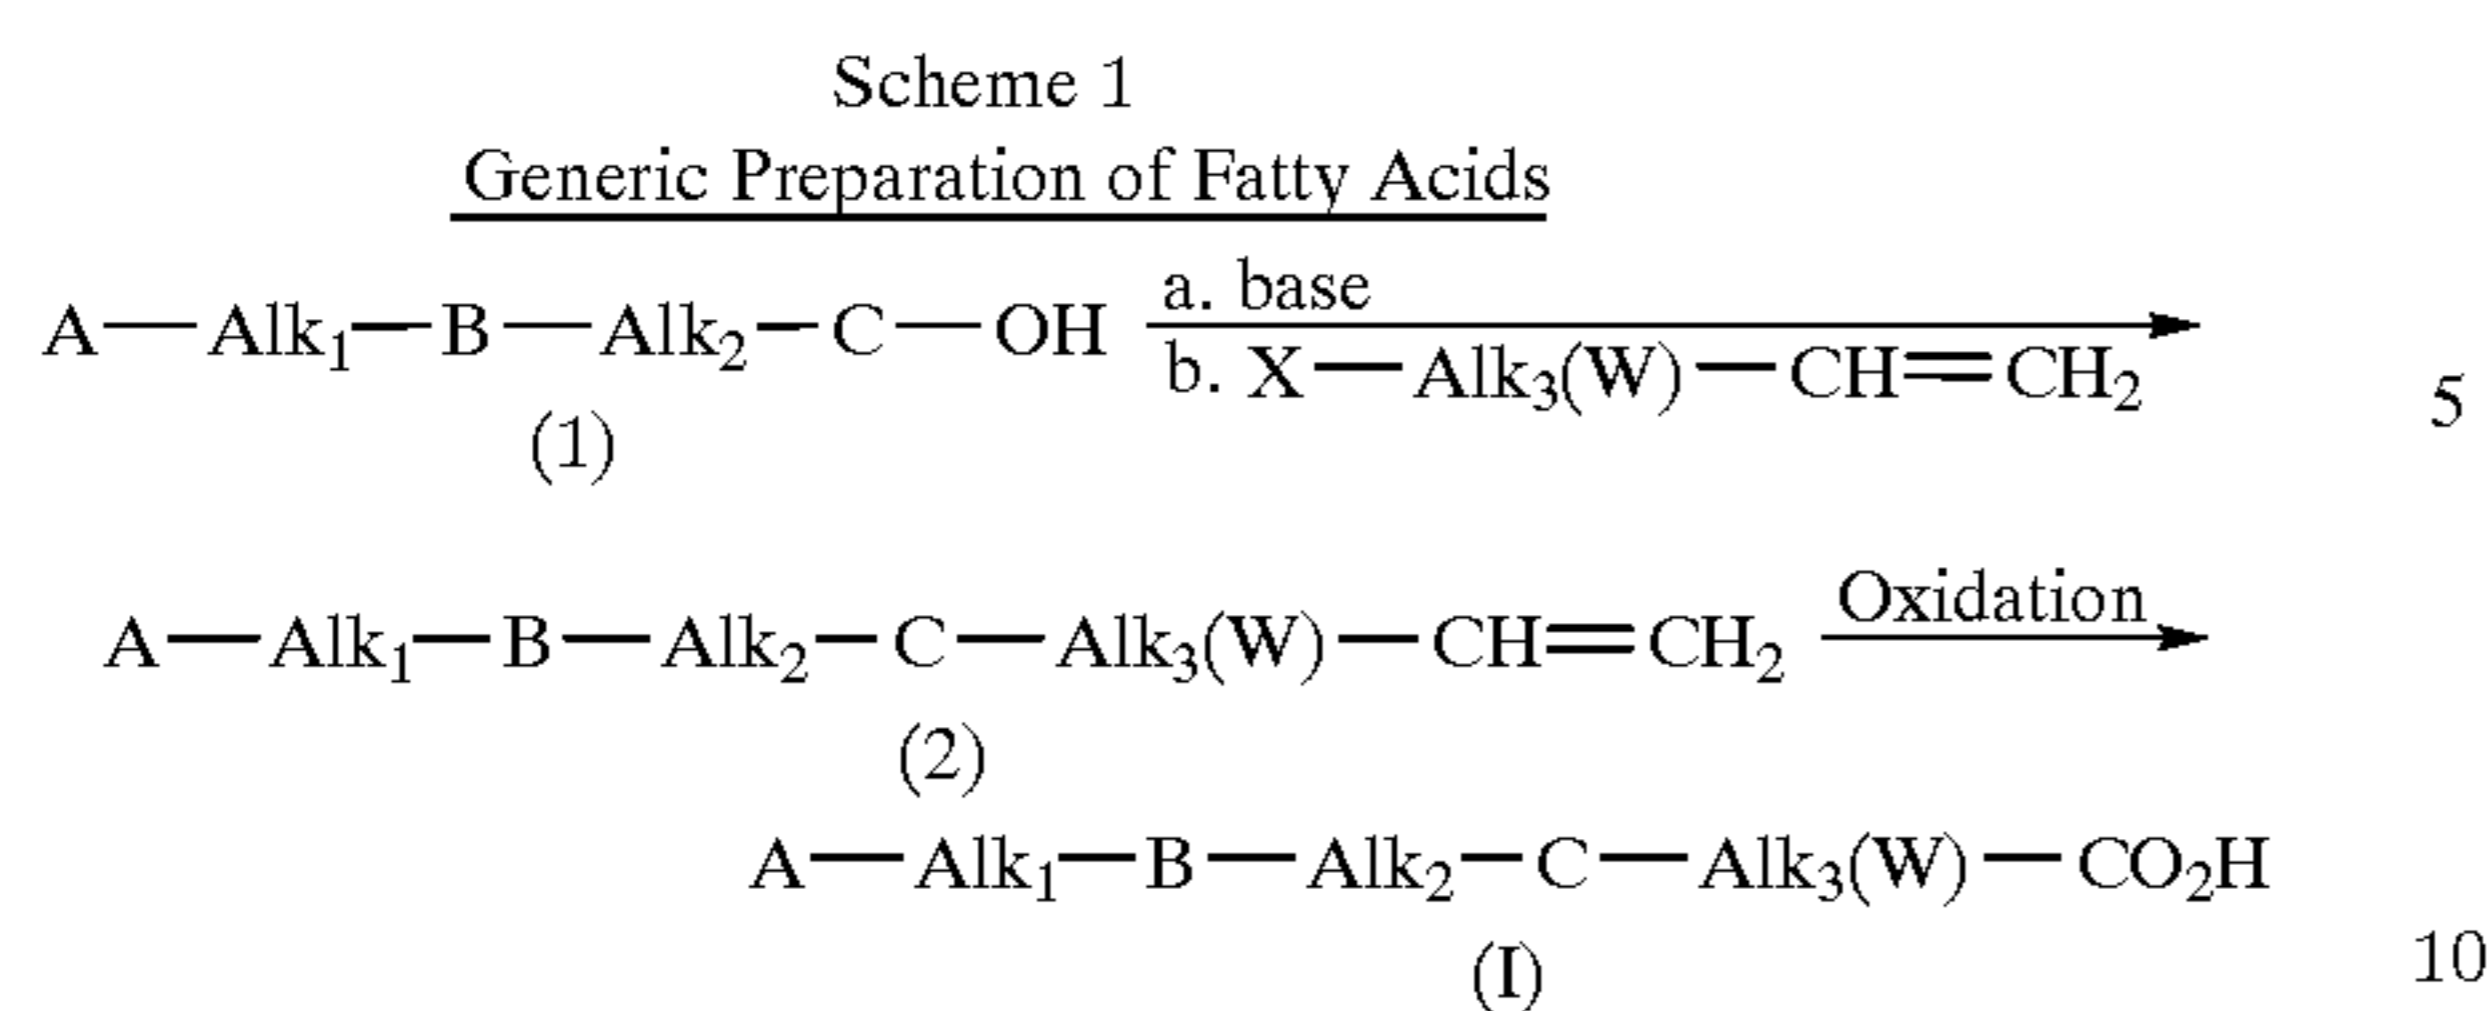 Scheme 1
Generic Preparation of Fatty Acids
A—Alk₁—B—Alk₂—C—OH
a. base
b. X—Alk₃(W)—CH=CH₂
5
(1)
A—Alk₁—B—Alk₂—C—Alk₃(W)—CH=CH₂
Oxidation
(2)
A—Alk₁—B—Alk₂—C—Alk₃(W)—CO₂H
(I)
10